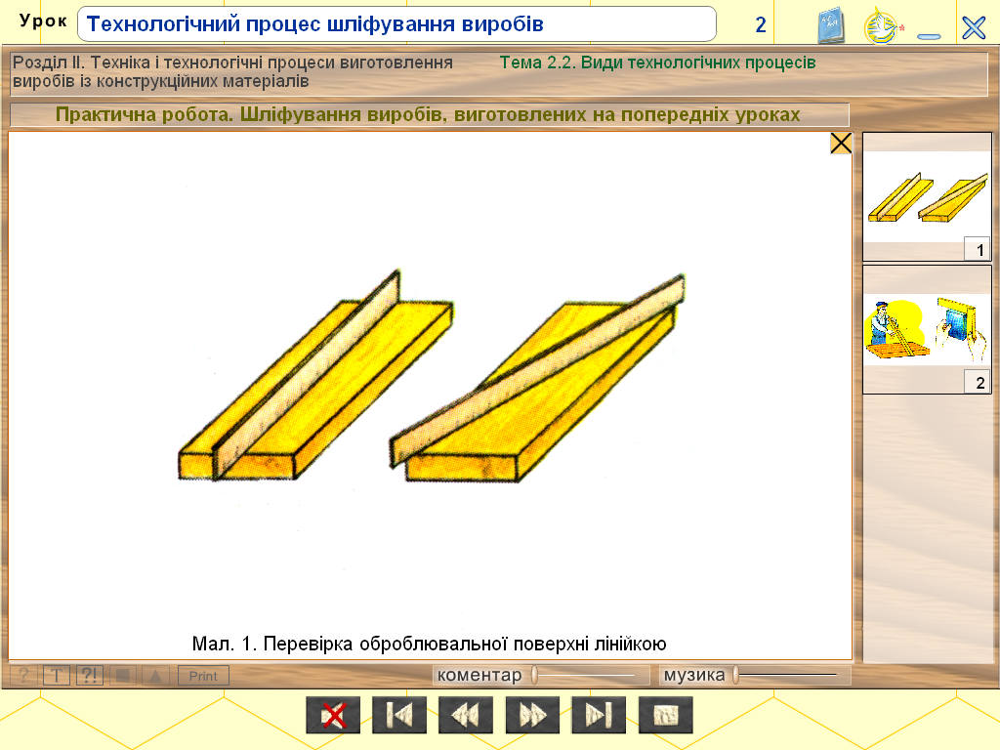 Урок
Технологічний процес шліфування виробів
2
Розділ II. Техніка і технологічні процеси виготовлення
виробів із конструкційних матеріалів
Тема 2.2. Види технологічних процесів
Практична робота. Шліфування виробів, виготовлених на попередніх уроках
1
2
Мал. 1. Перевірка оброблювальної поверхні лінійкою
? T ?! Print
коментар
музика